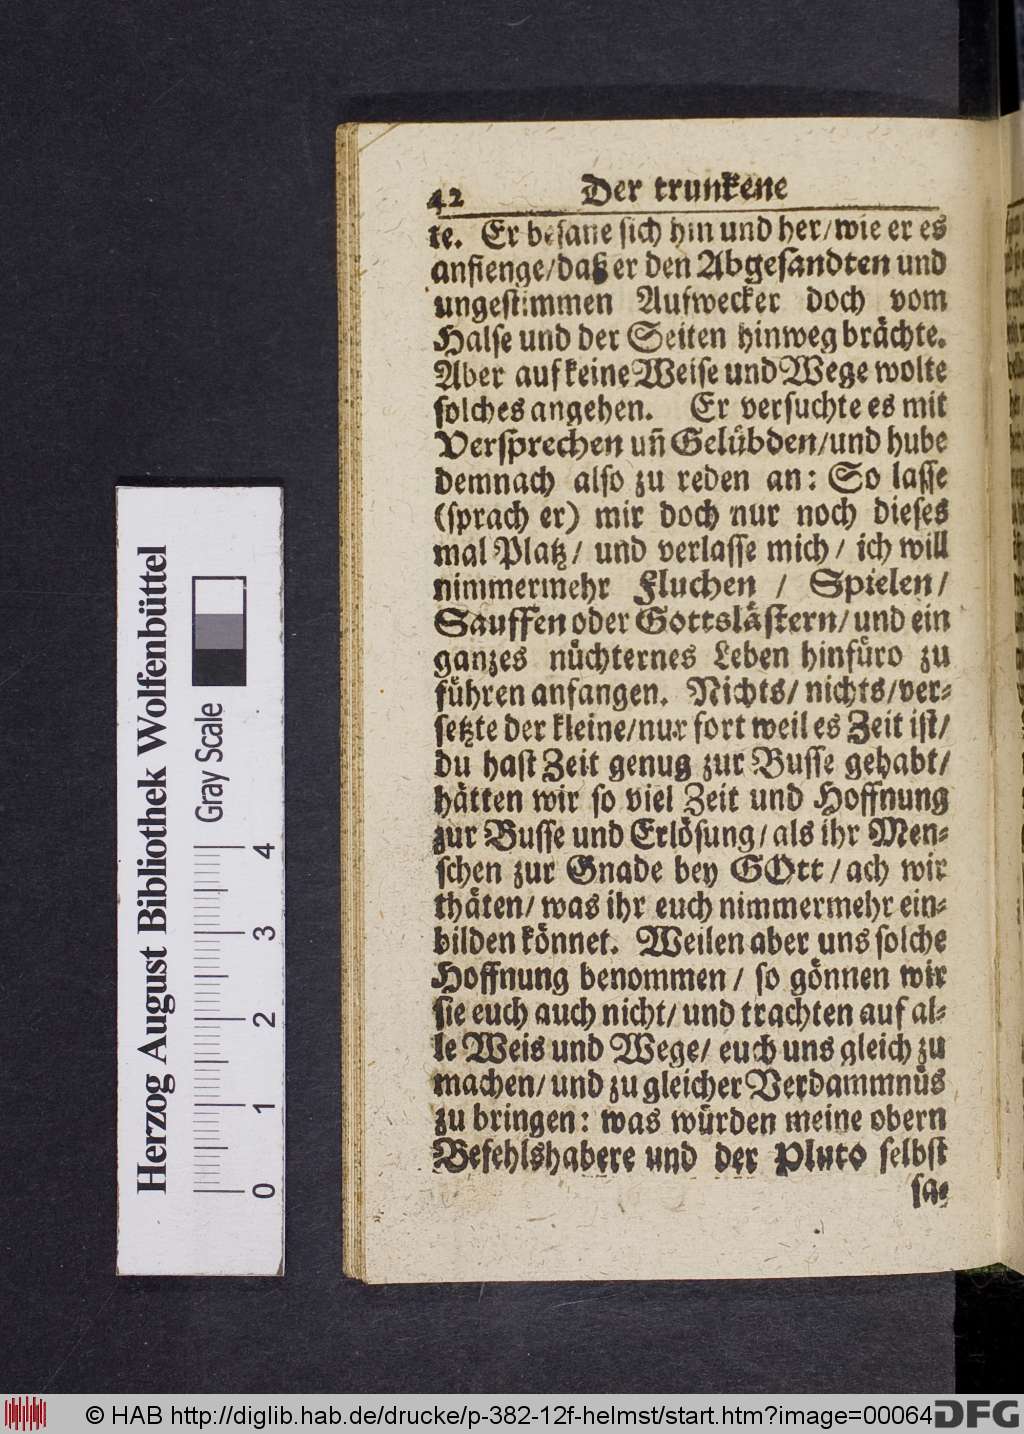 42 Der trunkene
te. Er besane sich hin und her/wie er es
anfienge/daß er den Abgesandten und
ungestimmen Aufwecker doch vom
Halse und der Seiten hinweg brächte.
Aber auf keine Weise und Wege wolte
solches angehen. Er versuchte es mit
Versprechen uñ Gelübden/und hube
demnach also zu reden an: So lasse
(sprach er) mir doch nur noch dieses
mal Platz/ und verlasse mich/ ich will
nimmermehr Fluchen / Spielen/
Sauffen oder Gottslästern/ und ein
ganzes nüchternes Leben hinfüro zu
führen anfangen. Nichts/ nichts/ver-
setzte der kleine/nur fort weil es Zeit ist/
du hast Zeit genug zur Busse gehabt/
hätten wir so viel Zeit und Hoffnung
zur Busse und Erlösung/ als ihr Men-
schen zur Gnade bey GOtt / ach wir
thäten/ was ihr euch nimmermehr ein-
bilden könnet. Weilen aber uns solche
Hoffnung benommen / so gönnen wir
sie euch auch nicht/ und trachten auf al-
le Weis und Wege/ euch uns gleich zu
machen/ und zu gleicher Verdammnüs
zu bringen: was würden meine obern
Befehlshabere und der Pluto selbst
sa-
Herzog August Bibliothek Wolfenbüttel
Gray Scale
0 1 2 3 4
© HAB http://diglib.hab.de/drucke/p-382-12f-helmst/start.htm?image=00064
DFG